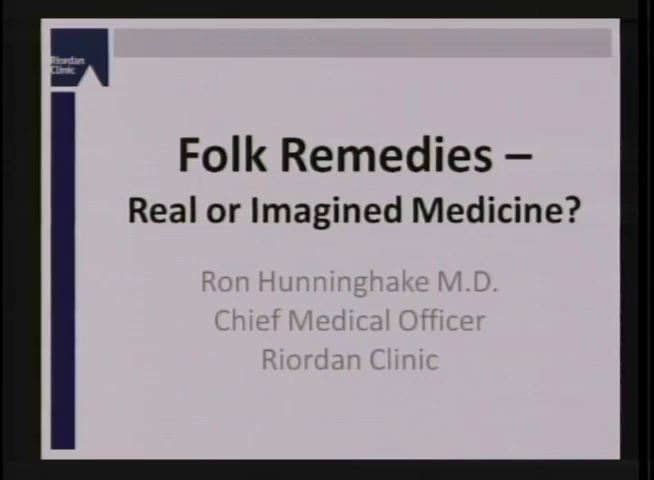 Riordan
Clinic
Folk Remedies –
Real or Imagined Medicine?
Ron Hunninghake M.D.
Chief Medical Officer
Riordan Clinic